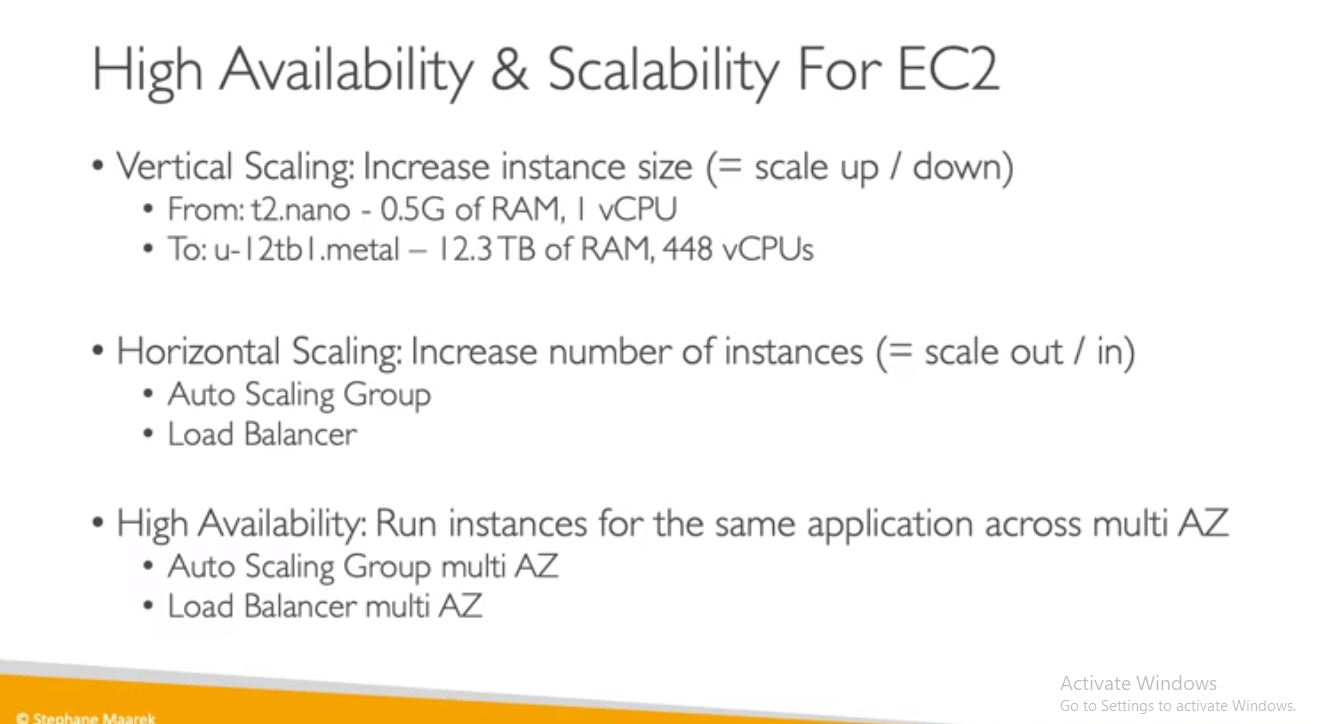 High Availability & Scalability For EC2
• Vertical Scaling: Increase instance size (= scale up / down)
• From: t2.nano - 0.5G of RAM, 1 vCPU
• To: u-12tb1.metal – 12.3 TB of RAM, 448 vCPUs
• Horizontal Scaling: Increase number of instances (= scale out / in)
• Auto Scaling Group
• Load Balancer
• High Availability: Run instances for the same application across multi AZ
• Auto Scaling Group multi AZ
• Load Balancer multi AZ
Activate Windows
Go to Settings to activate Windows.
© Stephane Maarek